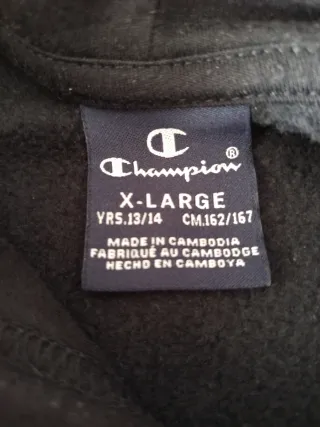 Champion®
X-LARGE
YRS.13/14 CM.162/167
MADE IN CAMBODIA
FABRIQUÉ AU CAMBODGE
HECHO EN CAMBOYA